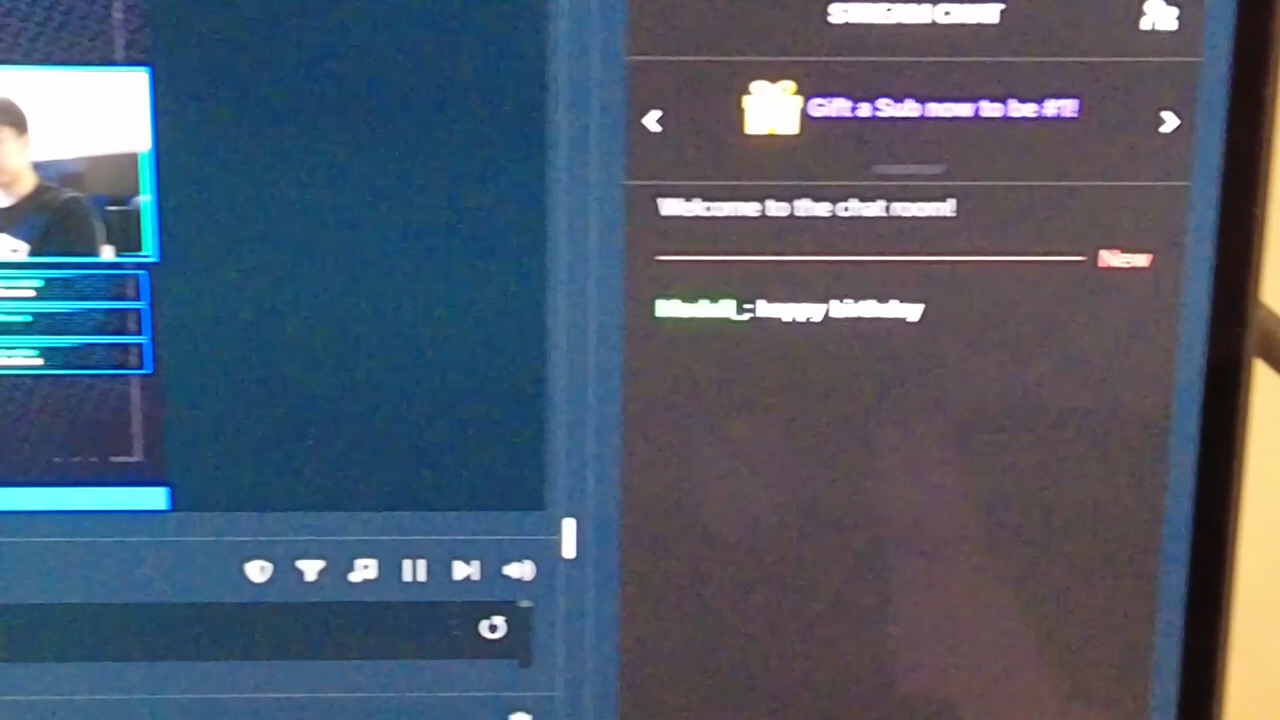 STREAM CHAT
Gift a Sub now to be #1!
Welcome to the chat room!
New
: happy birthday